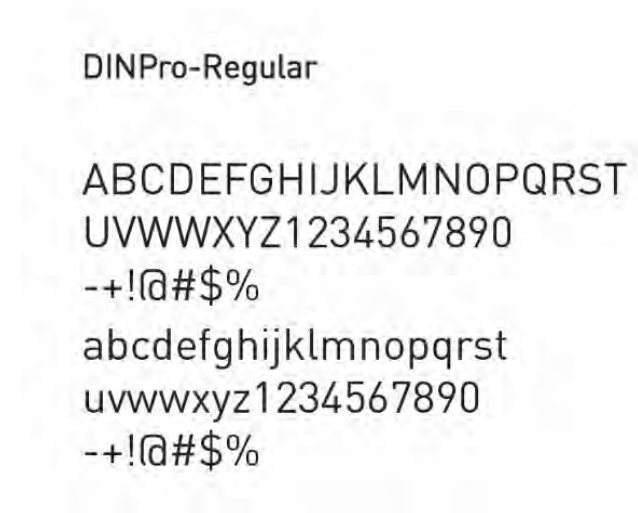 DINPro-Regular
ABCDEFGHIJKLMNOPQRST
UVWWXYZ1234567890
-+!@#$%
abcdefghijklmnopqrst
uvwwxyz1234567890
-+!@#$%